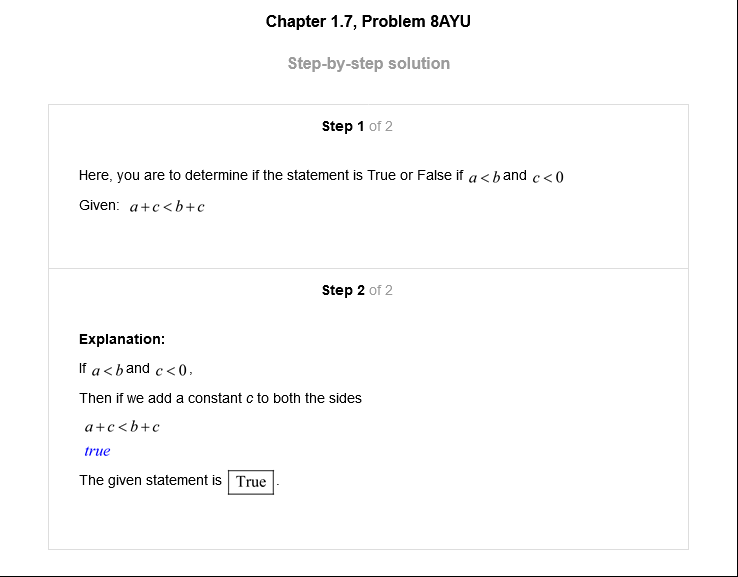 Chapter 1.7, Problem 8AYU
Step-by-step solution
Step 1 of 2
Here, you are to determine if the statement is True or False if a < b and c < 0
Given: a + c < b + c
Step 2 of 2
Explanation:
If a < b and c < 0,
Then if we add a constant c to both the sides
a + c < b + c
true
The given statement is True.